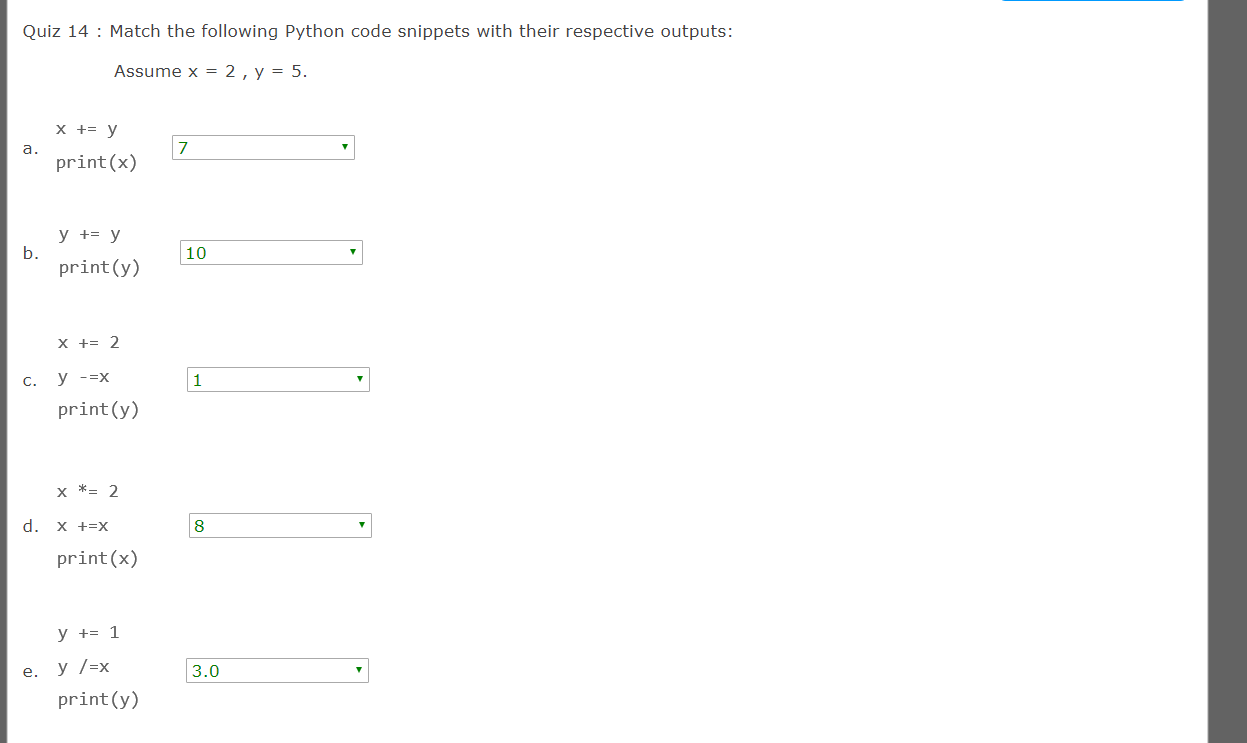 Quiz 14 : Match the following Python code snippets with their respective outputs:
Assume x = 2 , y = 5.
x += y
a. 7
print(x)
y += y
b. 10
print(y)
x += 2
c. y -=x 1
print(y)
x *= 2
d. x +=x 8
print(x)
y += 1
e. y /=x 3.0
print(y)